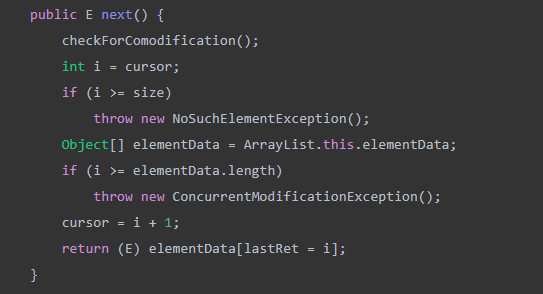 public E next() {
    checkForComodification();
    int i = cursor;
    if (i >= size)
        throw new NoSuchElementException();
    Object[] elementData = ArrayList.this.elementData;
    if (i >= elementData.length)
        throw new ConcurrentModificationException();
    cursor = i + 1;
    return (E) elementData[lastRet = i];
}